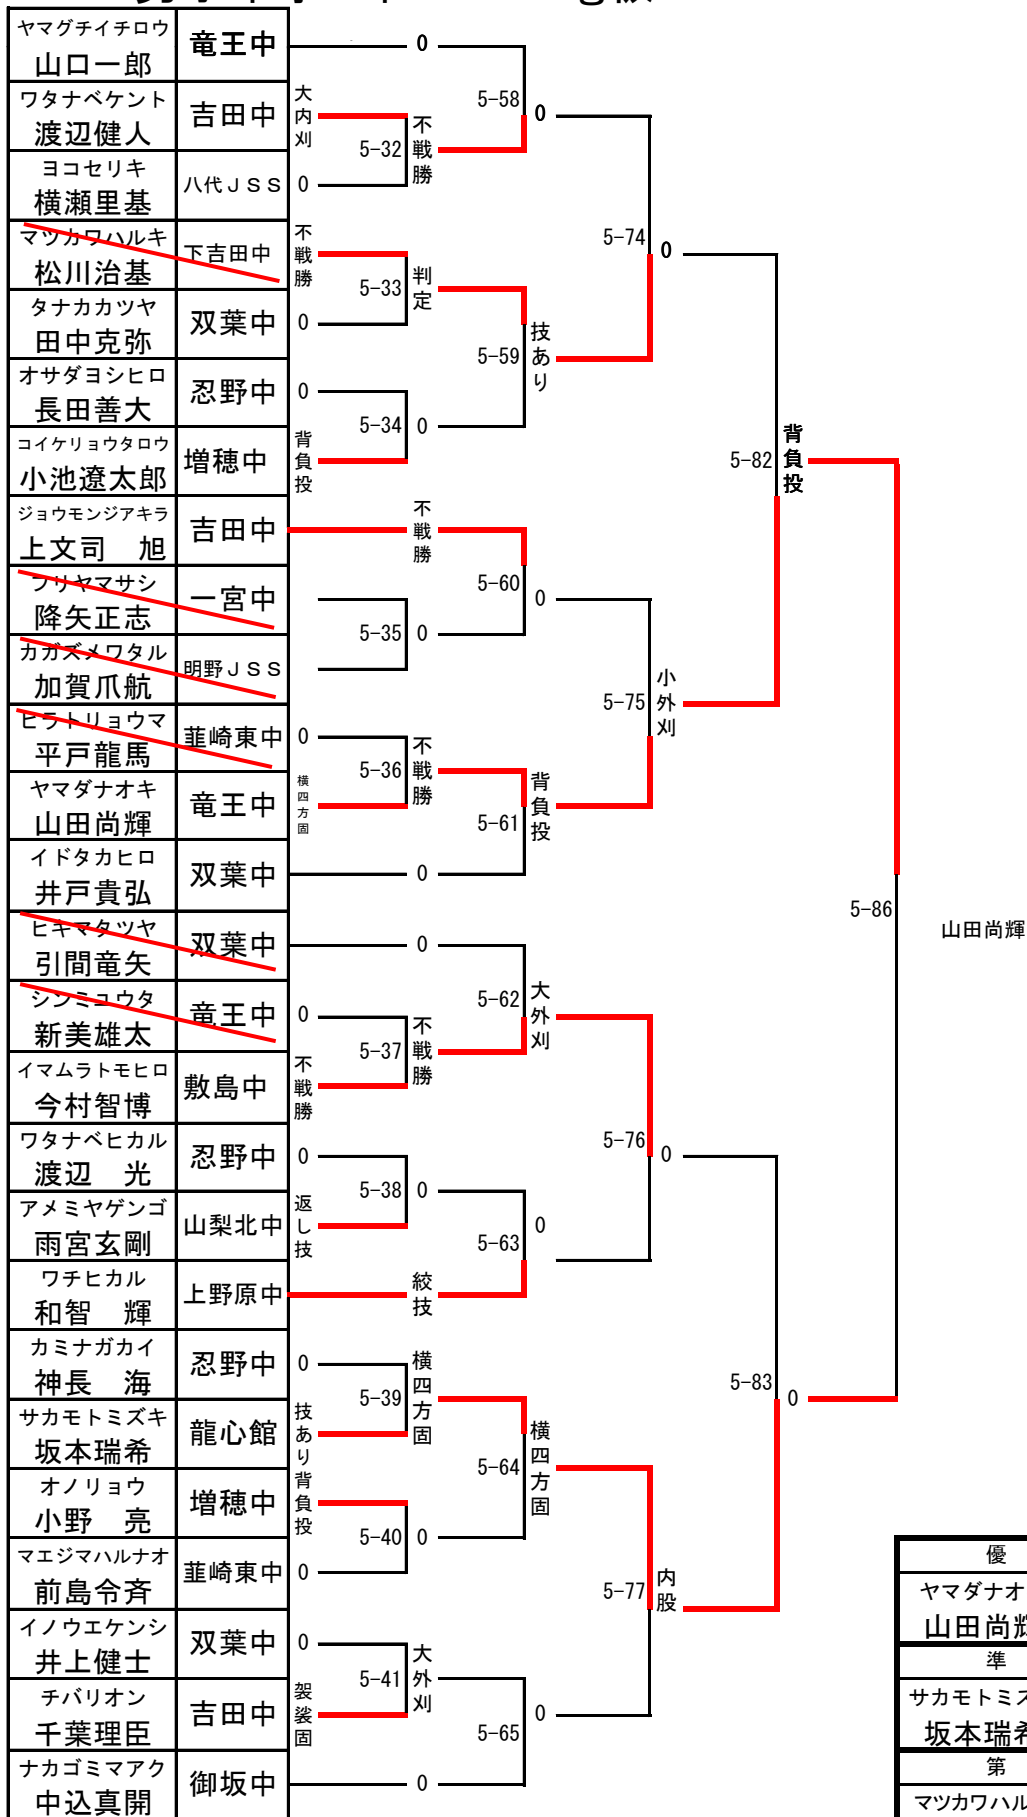 ヤマグチイチロウ
山口一郎 竜王中 0
ワタナベケント
渡辺健人 吉田中 大内刈 5-32 不戦勝 5-58 0
ヨコセリキ
横瀬里基 八代ＪＳＳ 0
マツカワハルキ
松川治基 下吉田中 不戦勝 5-33 判定 5-74 0
タナカカツヤ
田中克弥 双葉中 0 5-59 技あり
オサダヨシヒロ
長田善大 忍野中 0 5-34 0
コイケリョウタロウ
小池遼太郎 増穂中 背負投 5-82 背負投
ジョウモンジアキラ
上文司　旭 吉田中 不戦勝 5-60 0
フリヤマサシ
降矢正志 一宮中 5-35 0
カガズメワタル
加賀爪航 明野ＪＳＳ 5-75 小外刈
ヒラトリョウマ
平戸龍馬 韮崎東中 0 5-36 不戦勝
ヤマダナオキ
山田尚輝 竜王中 横四方固 5-61 背負投
イドタカヒロ
井戸貴弘 双葉中 0
5-86 山田尚輝
ヒキマタツヤ
引間竜矢 双葉中 0
シンミユウタ
新美雄太 竜王中 0 5-37 不戦勝 5-62 大外刈
イマムラトモヒロ
今村智博 敷島中 不戦勝
ワタナベヒカル
渡辺　光 忍野中 0 5-38 0 5-76 0
アメミヤゲンゴ
雨宮玄剛 山梨北中 返し技 5-63 0
ワチヒカル
和智　輝 上野原中 絞技
カミナガカイ
神長　海 忍野中 0 5-39 横四方固 5-83 0
サカモトミズキ
坂本瑞希 龍心館 技あり 5-64 横四方固
オノリョウ
小野　亮 増穂中 背負投 5-40 0
マエジマハルナオ
前島令斉 韮崎東中 0 5-77 内股
イノウエケンシ
井上健士 双葉中 0 5-41 大外刈
チバリオン
千葉理臣 吉田中 袈裟固 5-65 0
ナカゴミマアク
中込真開 御坂中 0
優
ヤマダナオ
山田尚
準
サカモトミ
坂本瑞
第
マツカワハル